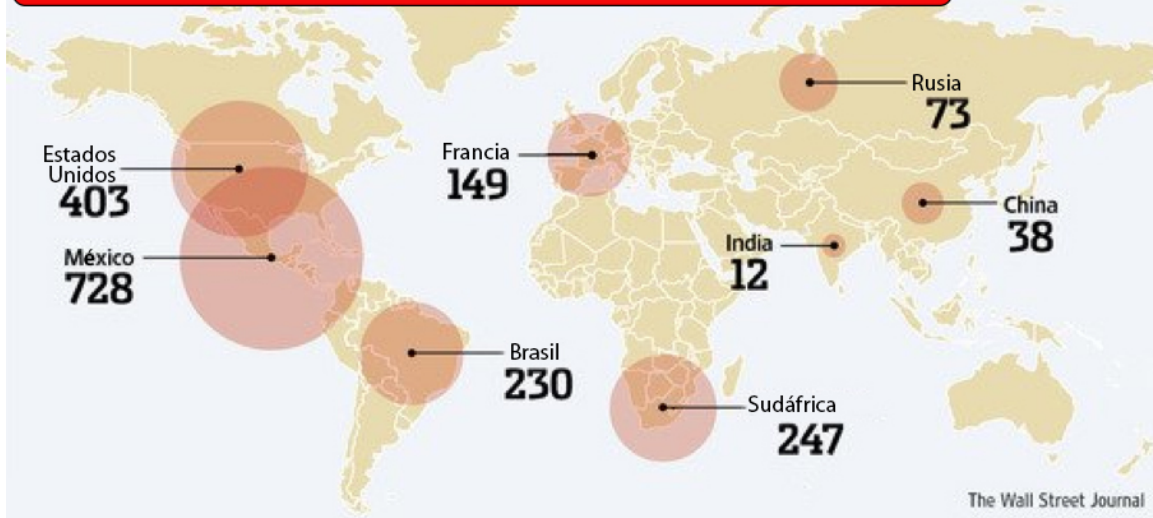 Estados
Unidos
403
México
728
Brasil
230
Francia
149
Sudáfrica
247
Rusia
73
China
38
India
12
The Wall Street Journal